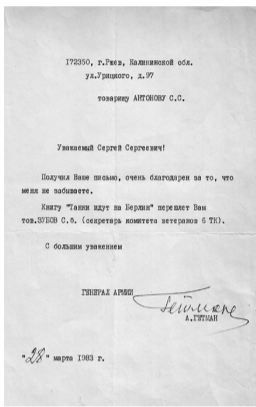 172350, г.Ржев, Калининской обл.
ул.Урицкого, д.97
товарищу АНТОНОВУ С.С.
Уважаемый Сергей Сергеевич!
Получил Ваше письмо, очень благодарен за то, что
меня не забываете.
Книгу "Танки идут на Берлин" перешлет Вам
тов.ЗУБОВ С.Б. (секретарь комитета ветеранов 6 ТК).
С большим уважением
ГЕНЕРАЛ АРМИИ
Гетман
А.ГЕТМАН
"28" марта 1983 г.